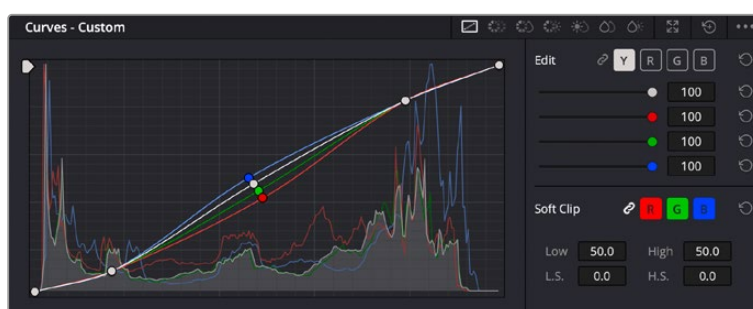 Curves - Custom
Edit Y R G B
100
100
100
100
Soft Clip R G B
Low 50.0 High 50.0
L.S. 0.0 H.S. 0.0